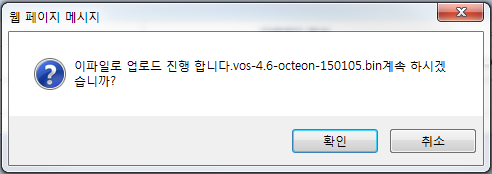 웹 페이지 메시지
이파일로 업로드 진행 합니다.vos-4.6-octeon-150105.bin계속 하시겠
습니까?
확인
취소